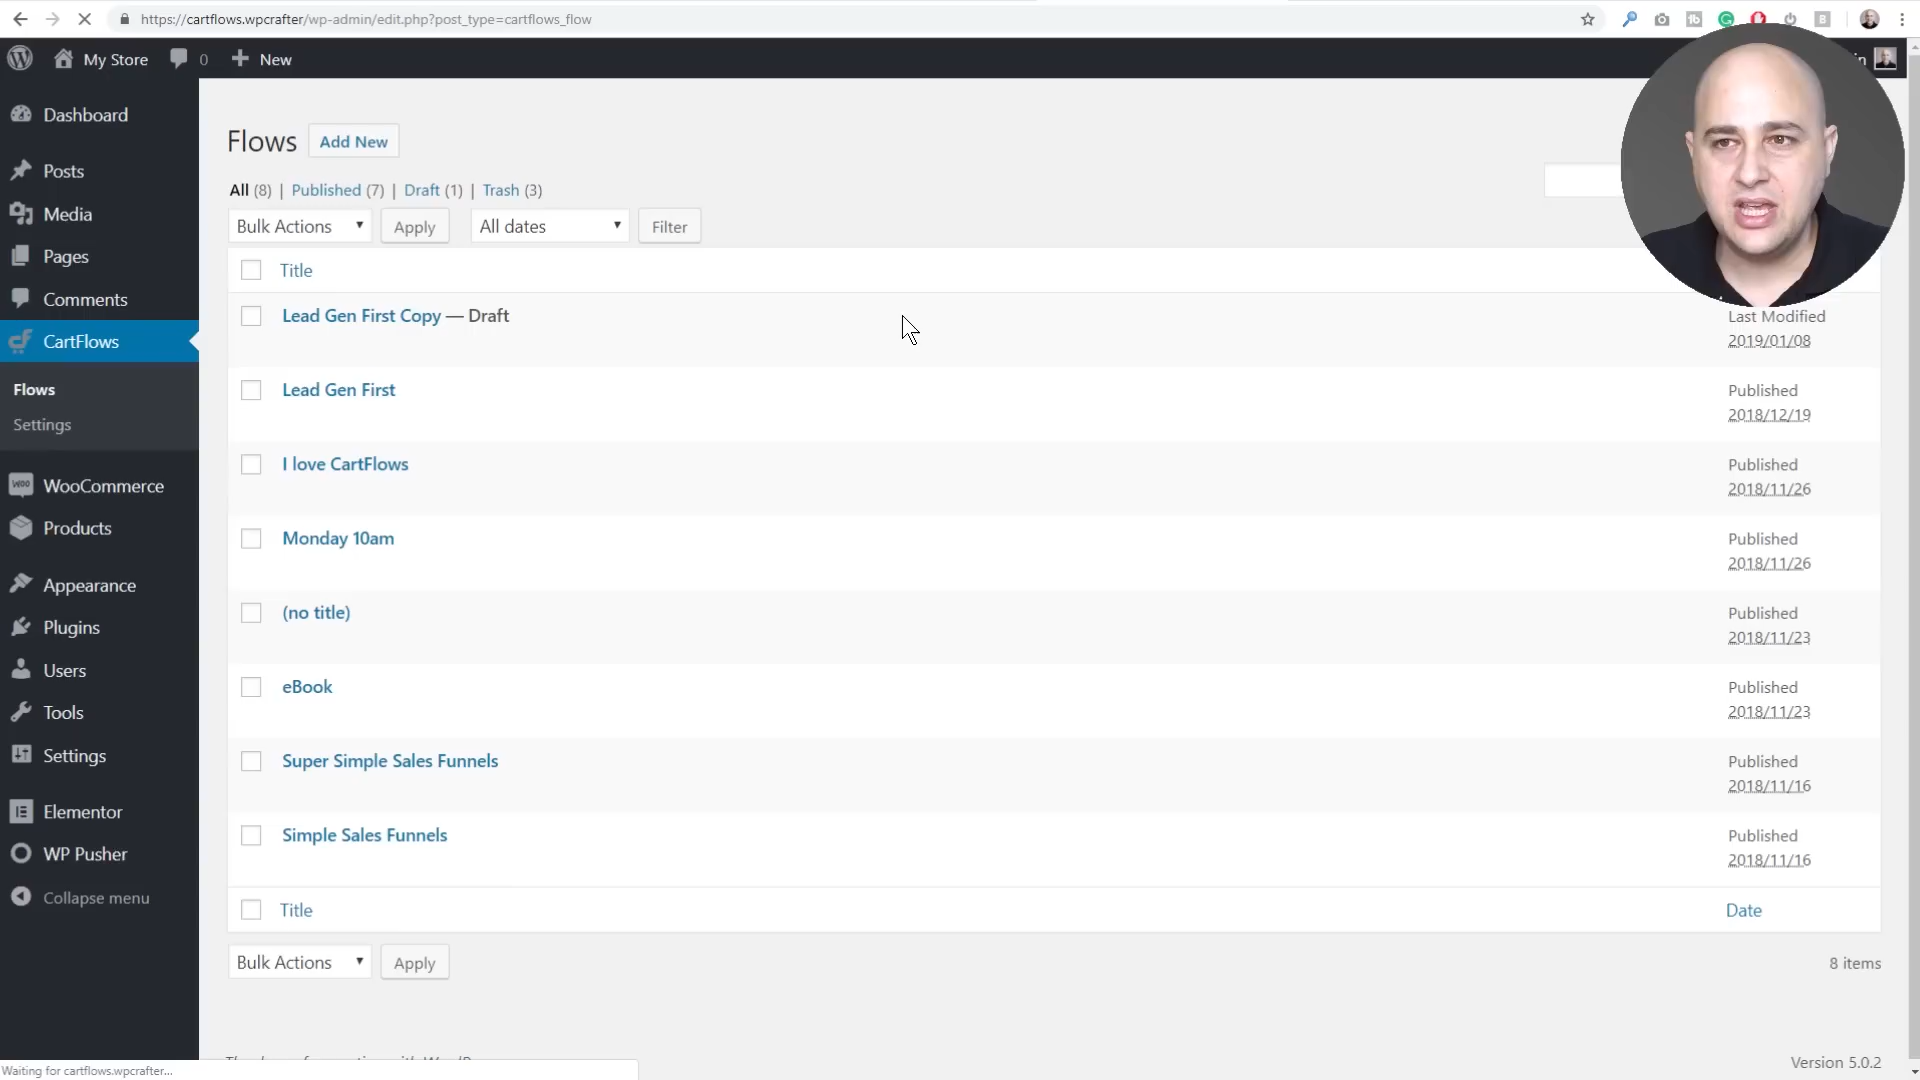 https://cartflows.wpcrafter/wp-admin/edit.php?post_type=cartflows_flow
My Store
0
New
Dashboard
Posts
Media
Pages
Comments
CartFlows
Flows
Settings
WooCommerce
Products
Appearance
Plugins
Users
Tools
Settings
Elementor
WP Pusher
Collapse menu
Flows
Add New
All (8) | Published (7) | Draft (1) | Trash (3)
Bulk Actions
Apply
All dates
Filter
Title
Lead Gen First Copy — Draft
Last Modified
2019/01/08
Lead Gen First
Published
2018/12/19
I love CartFlows
Published
2018/11/26
Monday 10am
Published
2018/11/26
(no title)
Published
2018/11/23
eBook
Published
2018/11/23
Super Simple Sales Funnels
Published
2018/11/16
Simple Sales Funnels
Published
2018/11/16
Title
Date
Bulk Actions
Apply
8 items
Version 5.0.2
Waiting for cartflows.wpcrafter...